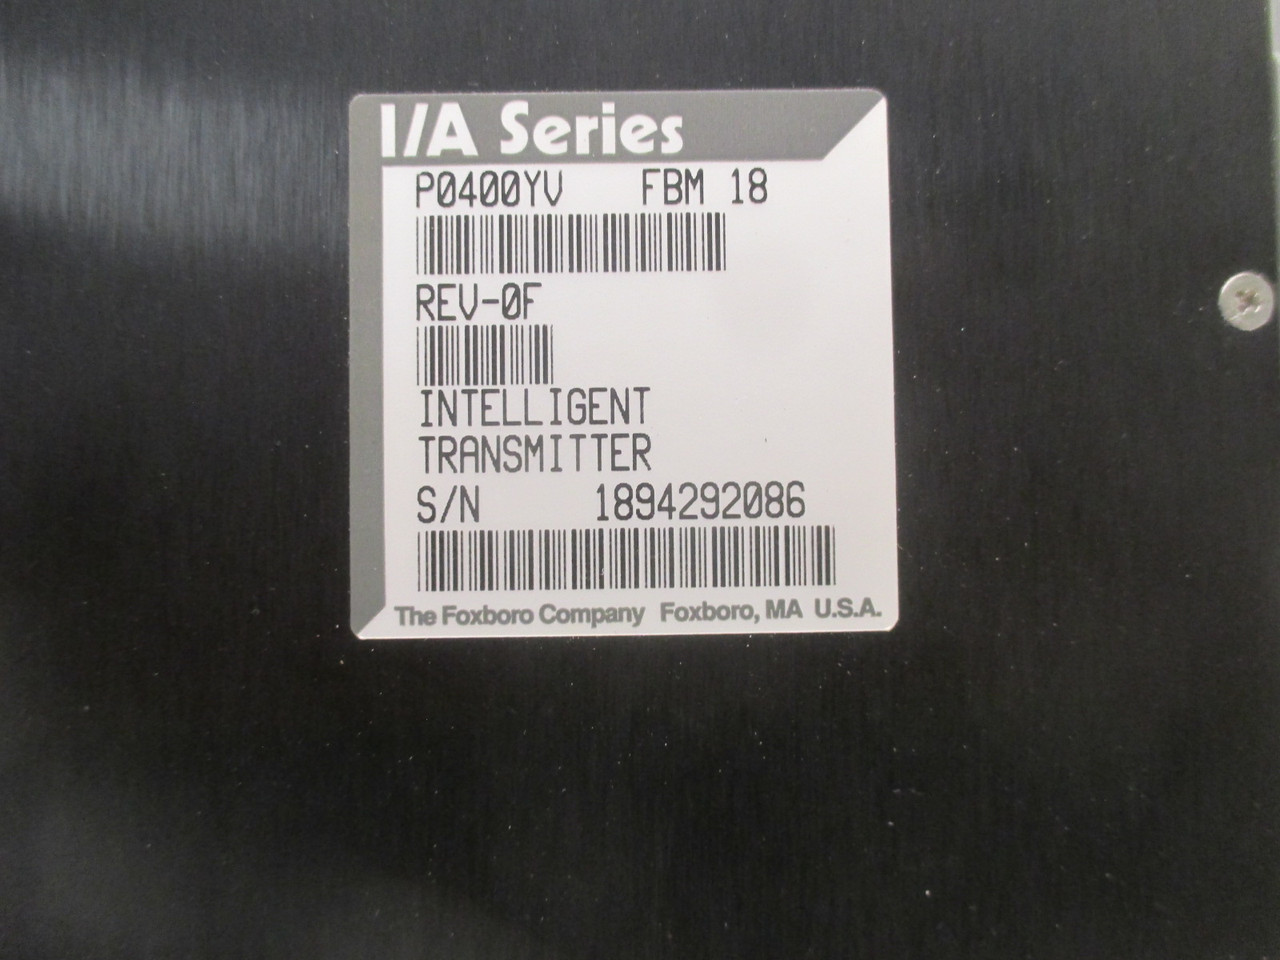 I/A Series
P0400YV FBM 18
REV-0F
INTELLIGENT
TRANSMITTER
S/N 1894292086
The Foxboro Company Foxboro, MA U.S.A.